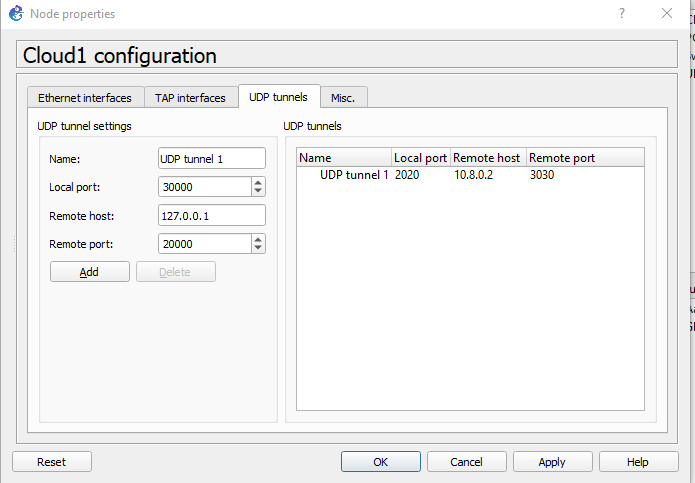 Node properties
?
Cloud1 configuration
Ethernet interfaces TAP interfaces UDP tunnels Misc.
UDP tunnel settings
Name: UDP tunnel 1
Local port: 30000
Remote host: 127.0.0.1
Remote port: 20000
Add Delete
UDP tunnels
Name Local port Remote host Remote port
UDP tunnel 1 2020 10.8.0.2 3030
Reset OK Cancel Apply Help